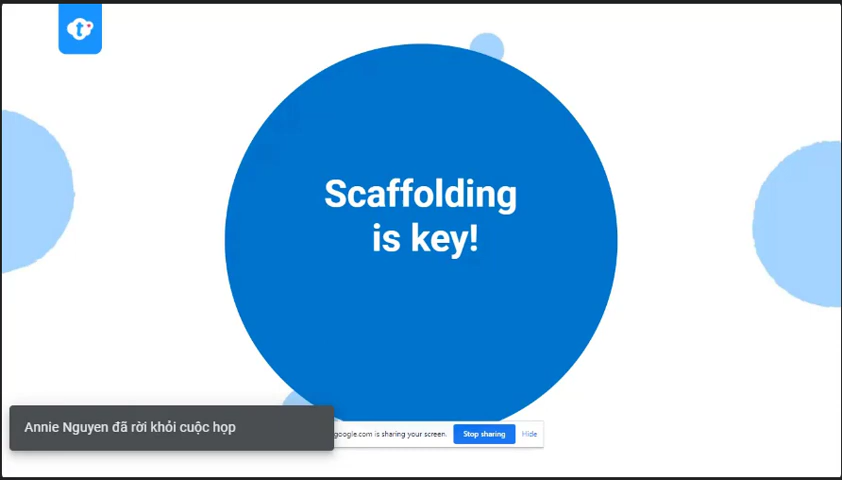 t
Scaffolding
is key!
Annie Nguyen đã rời khỏi cuộc họp
google.com is sharing your screen. Stop sharing Hide